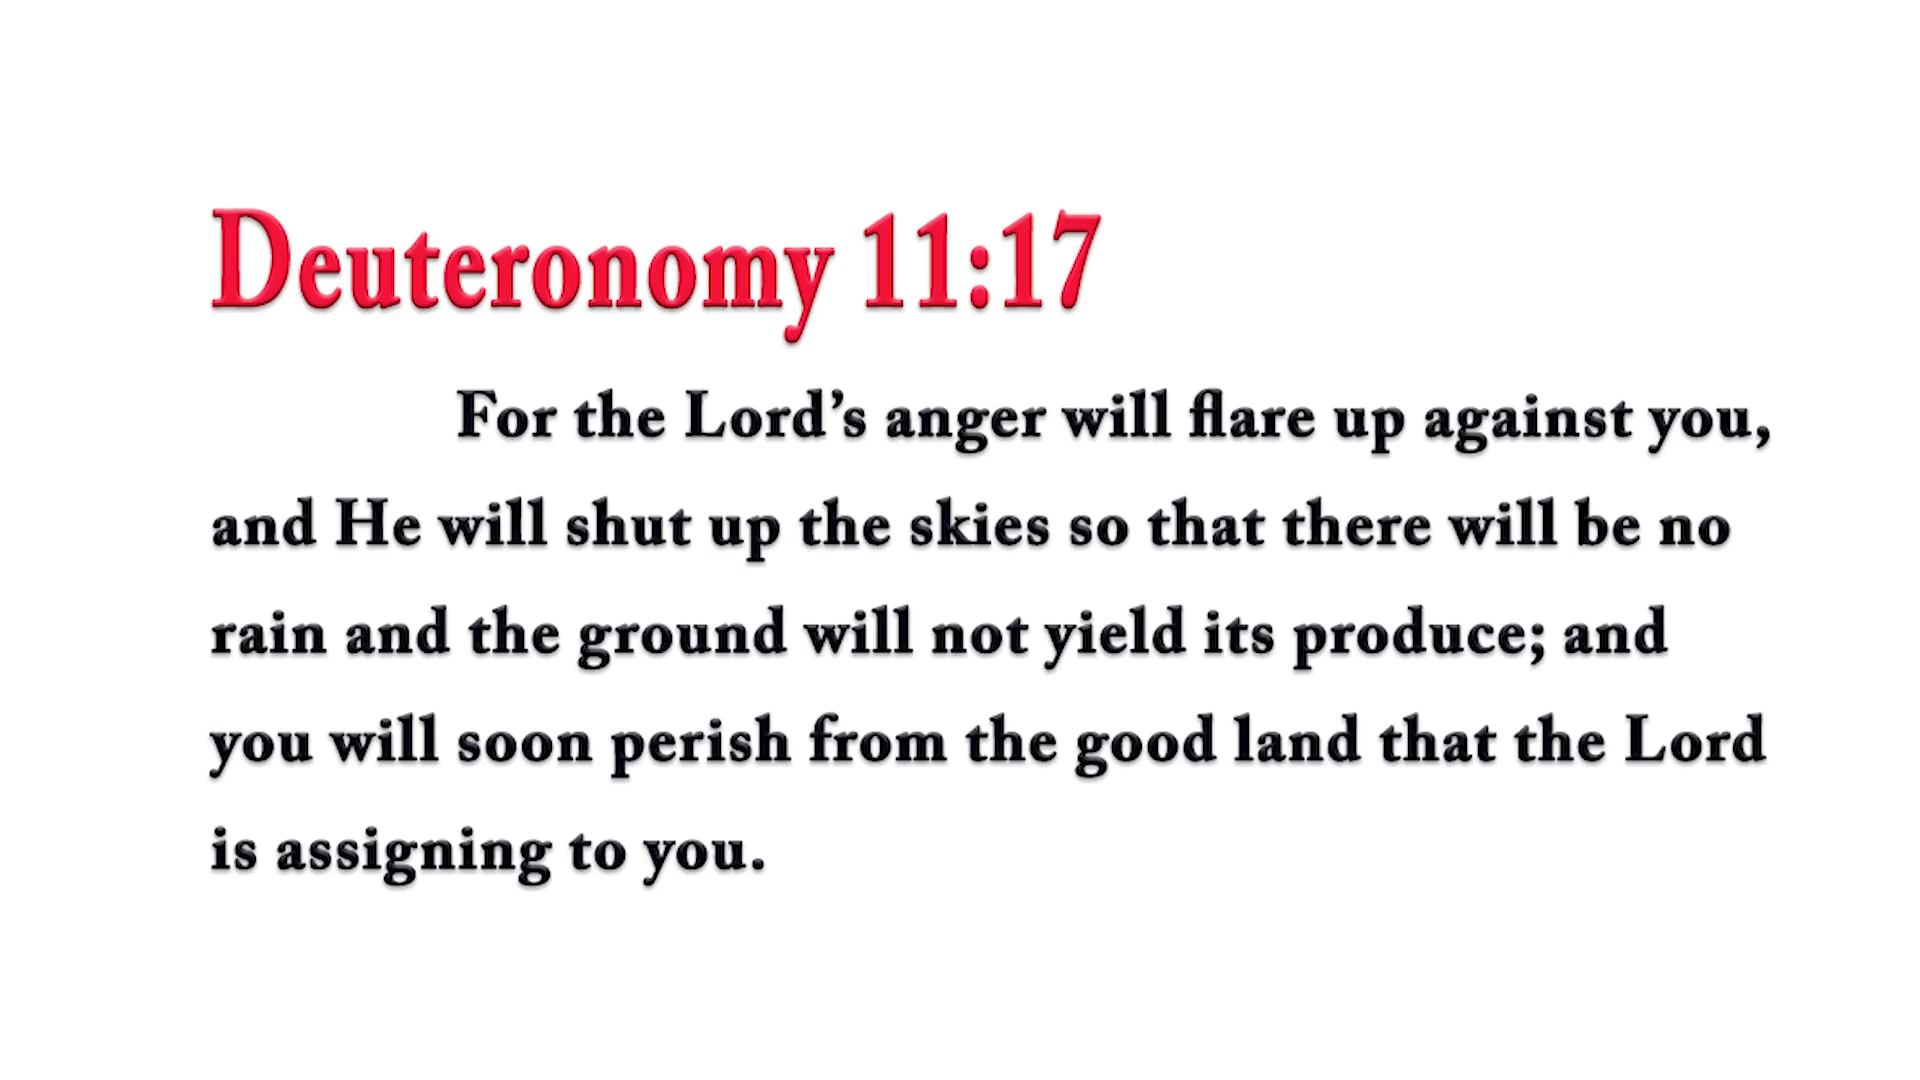 Deuteronomy 11:17
For the Lord’s anger will flare up against you,
and He will shut up the skies so that there will be no
rain and the ground will not yield its produce; and
you will soon perish from the good land that the Lord
is assigning to you.